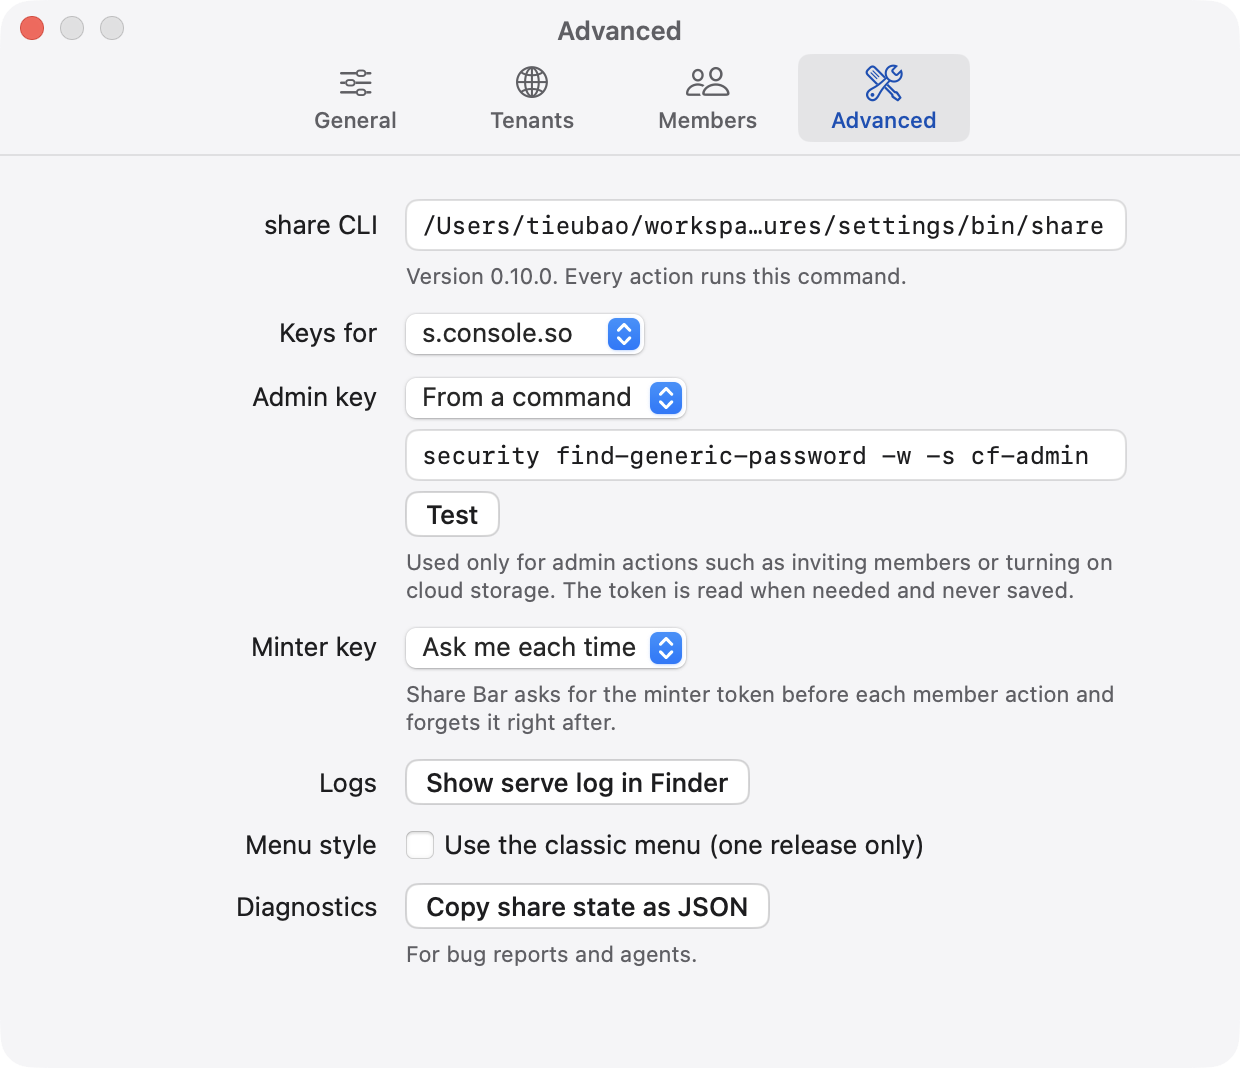 Advanced
General
Tenants
Members
Advanced
share CLI
/Users/tieubao/workspa…ures/settings/bin/share
Version 0.10.0. Every action runs this command.
Keys for
s.console.so
Admin key
From a command
security find-generic-password -w -s cf-admin
Test
Used only for admin actions such as inviting members or turning on
cloud storage. The token is read when needed and never saved.
Minter key
Ask me each time
Share Bar asks for the minter token before each member action and
forgets it right after.
Logs
Show serve log in Finder
Menu style
Use the classic menu (one release only)
Diagnostics
Copy share state as JSON
For bug reports and agents.